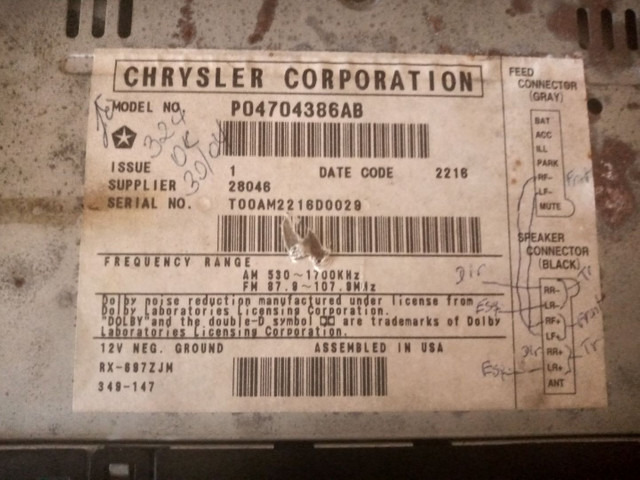 CHRYSLER CORPORATION
MODEL NO. P04704386AB
324
OK
ISSUE 1 DATE CODE 2216
SUPPLIER 28046
SERIAL NO. T00AM2216D0029
FREQUENCY RANGE
AM 530~1700KHz
FM 87.9~107.9MHz
Dolby noise reduction manufactured under license from
Dolby Laboratories Licensing Corporation.
"DOLBY"and the double-D symbol are trademarks of Dolby
Laboratories Licensing Corporation.
12V NEG. GROUND ASSEMBLED IN USA
RX-697ZJM
349-147
FEED
CONNECTOR
(GRAY)
BAT
ACC
ILL
PARK
RF-
LF-
MUTE
SPEAKER
CONNECTOR
(BLACK)
RR-
LR-
RF+
LF+
RR+
LR+
ANT